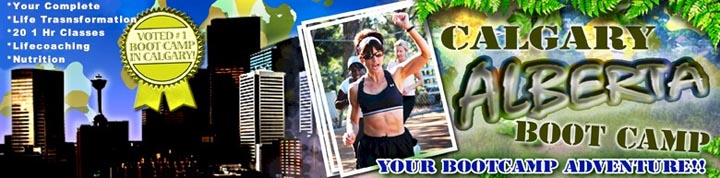 *Your Complete
*Life Trasnsformation
*20 1 Hr Classes
*Lifecoaching
*Nutrition
VOTED #1
BOOT CAMP
IN CALGARY!
CALGARY
ALBERTA
BOOT CAMP
YOUR BOOTCAMP ADVENTURE!!